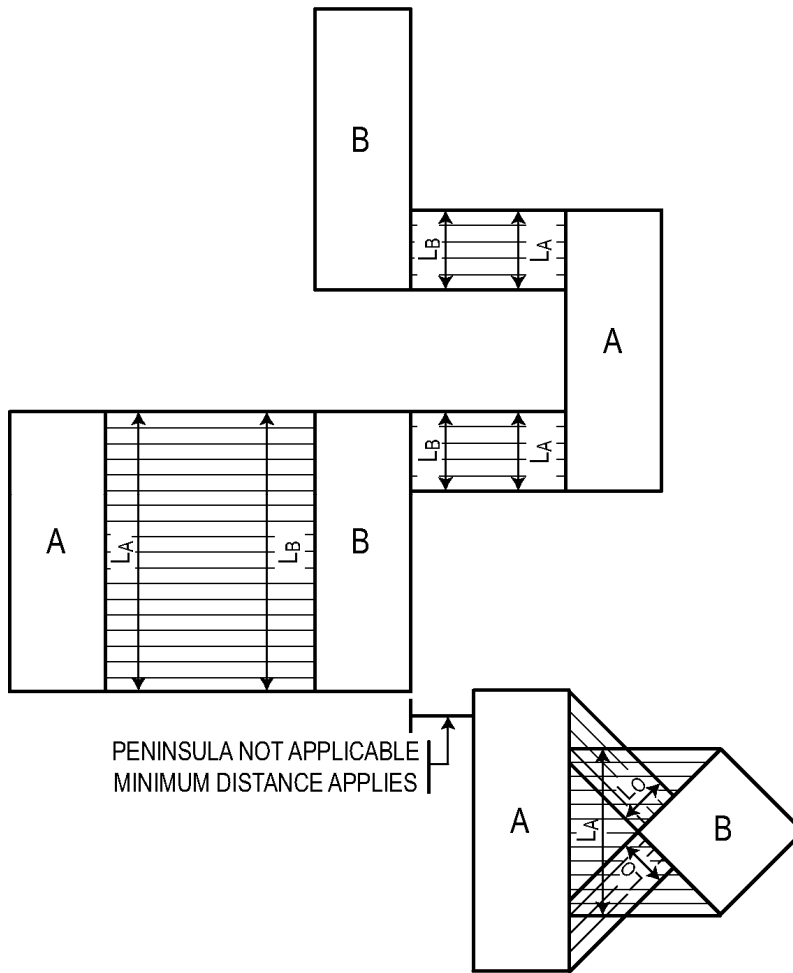 B
LB
LA
A
LB
LA
A
LA
LB
B
PENINSULA NOT APPLICABLE
MINIMUM DISTANCE APPLIES
A
LA
LO
LO
B